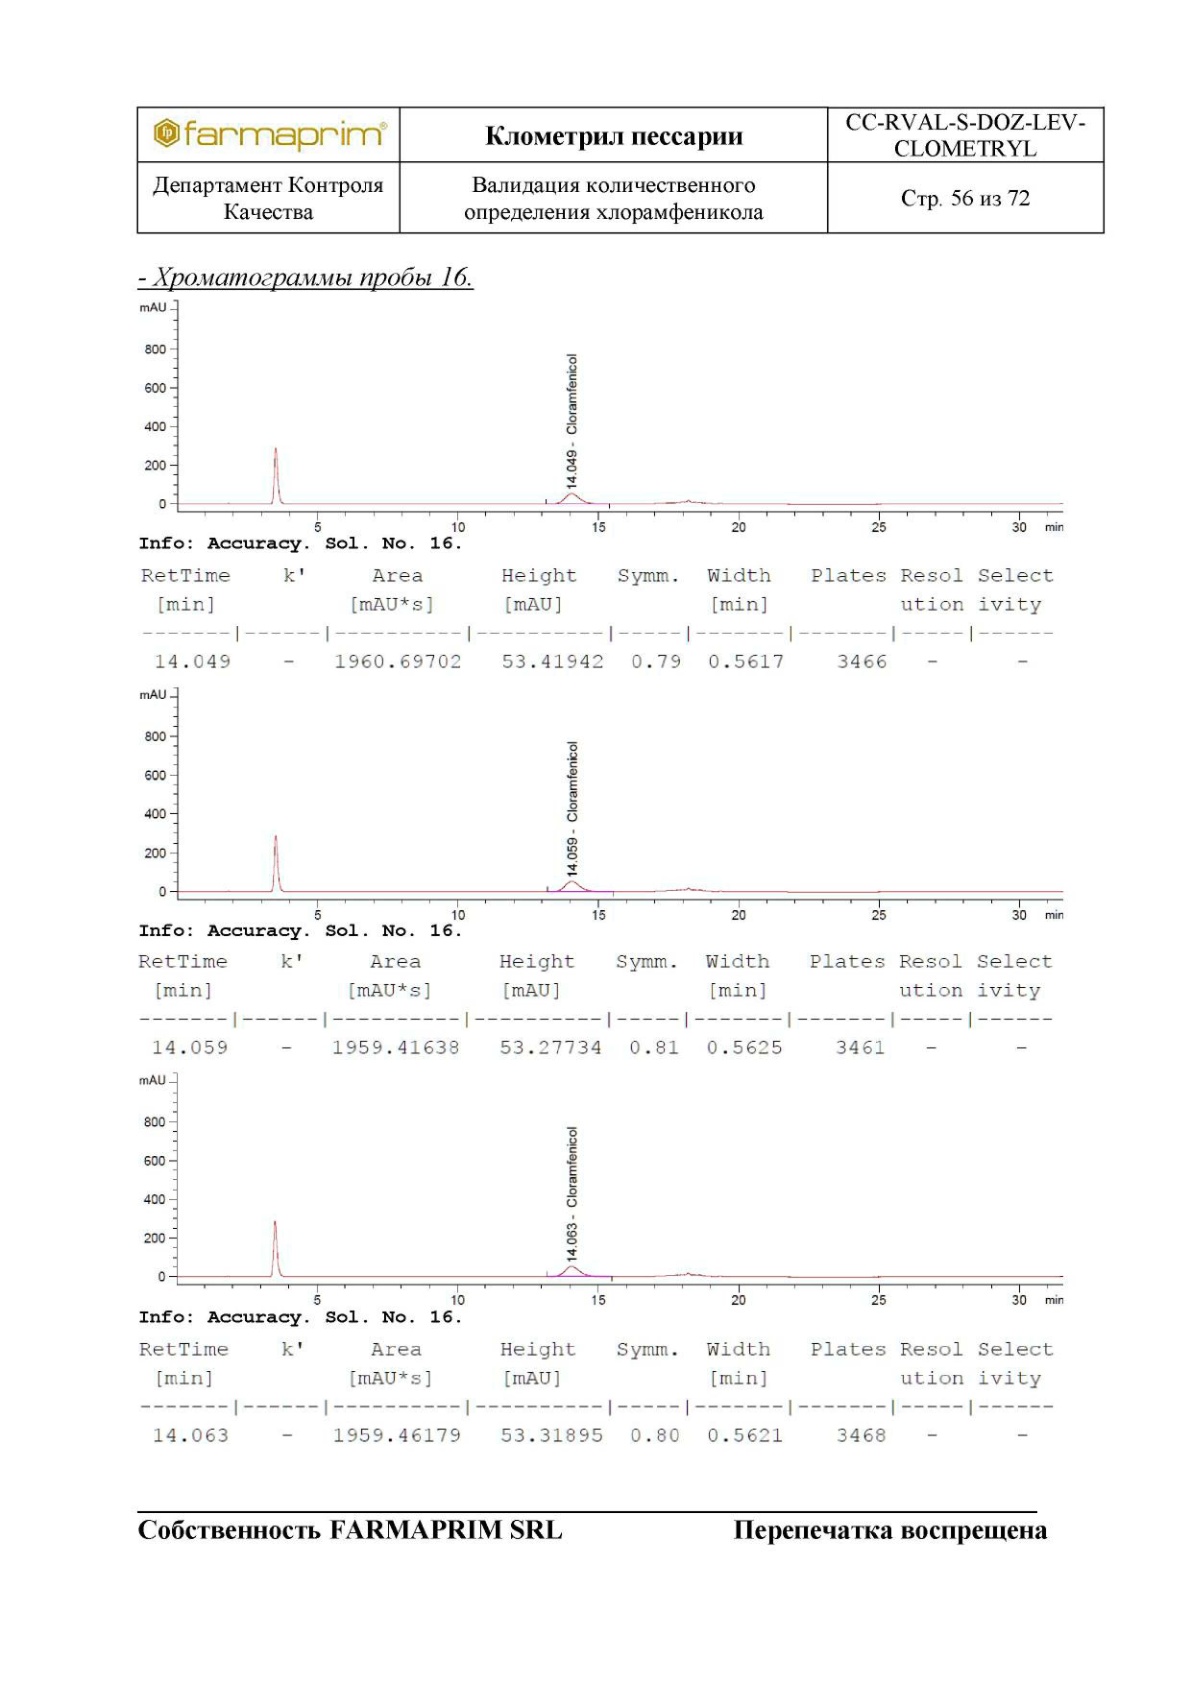 farmaprim®
Клометрил пессарии
CC-RVAL-S-DOZ-LEV-
CLOMETRYL
Департамент Контроля
Качества
Валидация количественного
определения хлорамфеникола
Стр. 56 из 72
- Хроматограммы пробы 16.
mAU
800
600
400
200
0
14.049 - Cloramfenicol
5 10 15 20 25 30 min
Info: Accuracy. Sol. No. 16.
RetTime k' Area Height Symm. Width Plates Resol Select
[min] [mAU*s] [mAU] [min] ution ivity
-------|------|----------|----------|-----|-------|-------|-----|------
14.049 - 1960.69702 53.41942 0.79 0.5617 3466 - -
mAU
800
600
400
200
0
14.059 - Cloramfenicol
5 10 15 20 25 30 min
Info: Accuracy. Sol. No. 16.
RetTime k' Area Height Symm. Width Plates Resol Select
[min] [mAU*s] [mAU] [min] ution ivity
-------|------|----------|----------|-----|-------|-------|-----|------
14.059 - 1959.41638 53.27734 0.81 0.5625 3461 - -
mAU
800
600
400
200
0
14.063 - Cloramfenicol
5 10 15 20 25 30 min
Info: Accuracy. Sol. No. 16.
RetTime k' Area Height Symm. Width Plates Resol Select
[min] [mAU*s] [mAU] [min] ution ivity
-------|------|----------|----------|-----|-------|-------|-----|------
14.063 - 1959.46179 53.31895 0.80 0.5621 3468 - -
Собственность FARMAPRIM SRL Перепечатка воспрещена